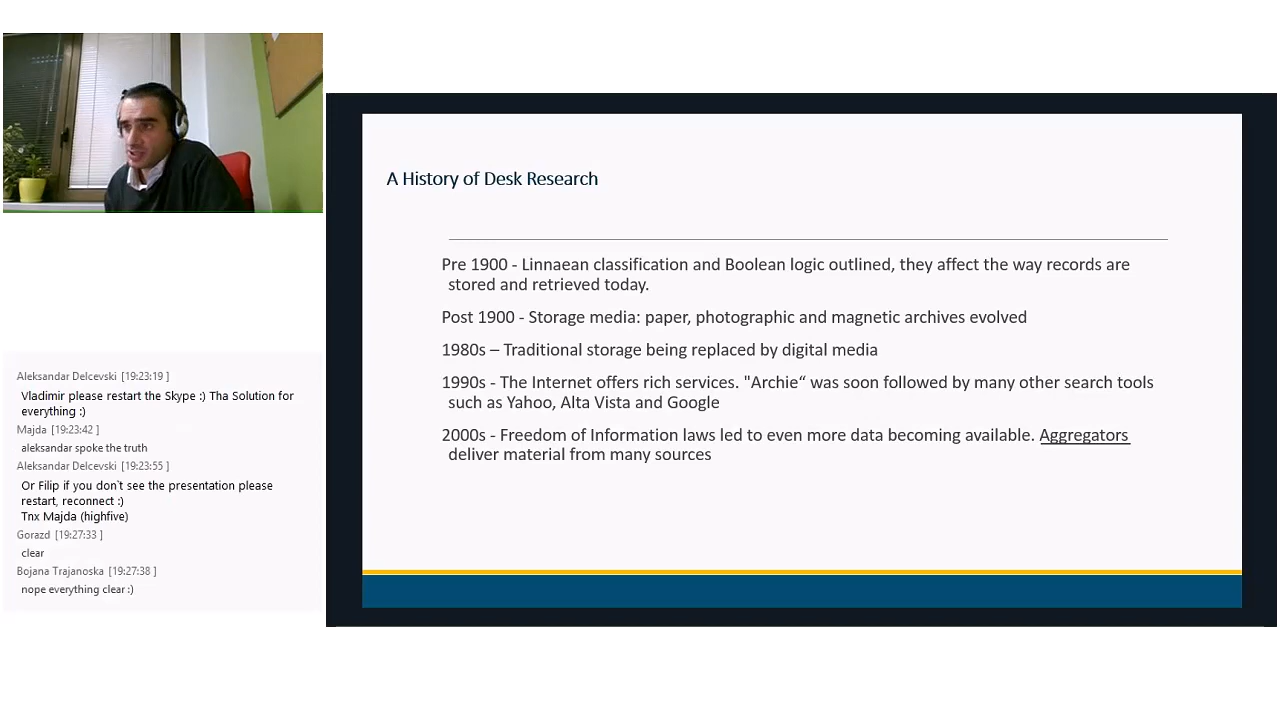 A History of Desk Research
Pre 1900 - Linnaean classification and Boolean logic outlined, they affect the way records are
stored and retrieved today.
Post 1900 - Storage media: paper, photographic and magnetic archives evolved
1980s – Traditional storage being replaced by digital media
1990s - The Internet offers rich services. "Archie“ was soon followed by many other search tools
such as Yahoo, Alta Vista and Google
2000s - Freedom of Information laws led to even more data becoming available. Aggregators
deliver material from many sources
Aleksandar Delcevski [19:23:19 ]
Vladimir please restart the Skype :) Tha Solution for
everything :)
Majda [19:23:42 ]
aleksandar spoke the truth
Aleksandar Delcevski [19:23:55 ]
Or Filip if you don`t see the presentation please
restart, reconnect :)
Tnx Majda (highfive)
Gorazd [19:27:33 ]
clear
Bojana Trajanoska [19:27:38 ]
nope everything clear :)